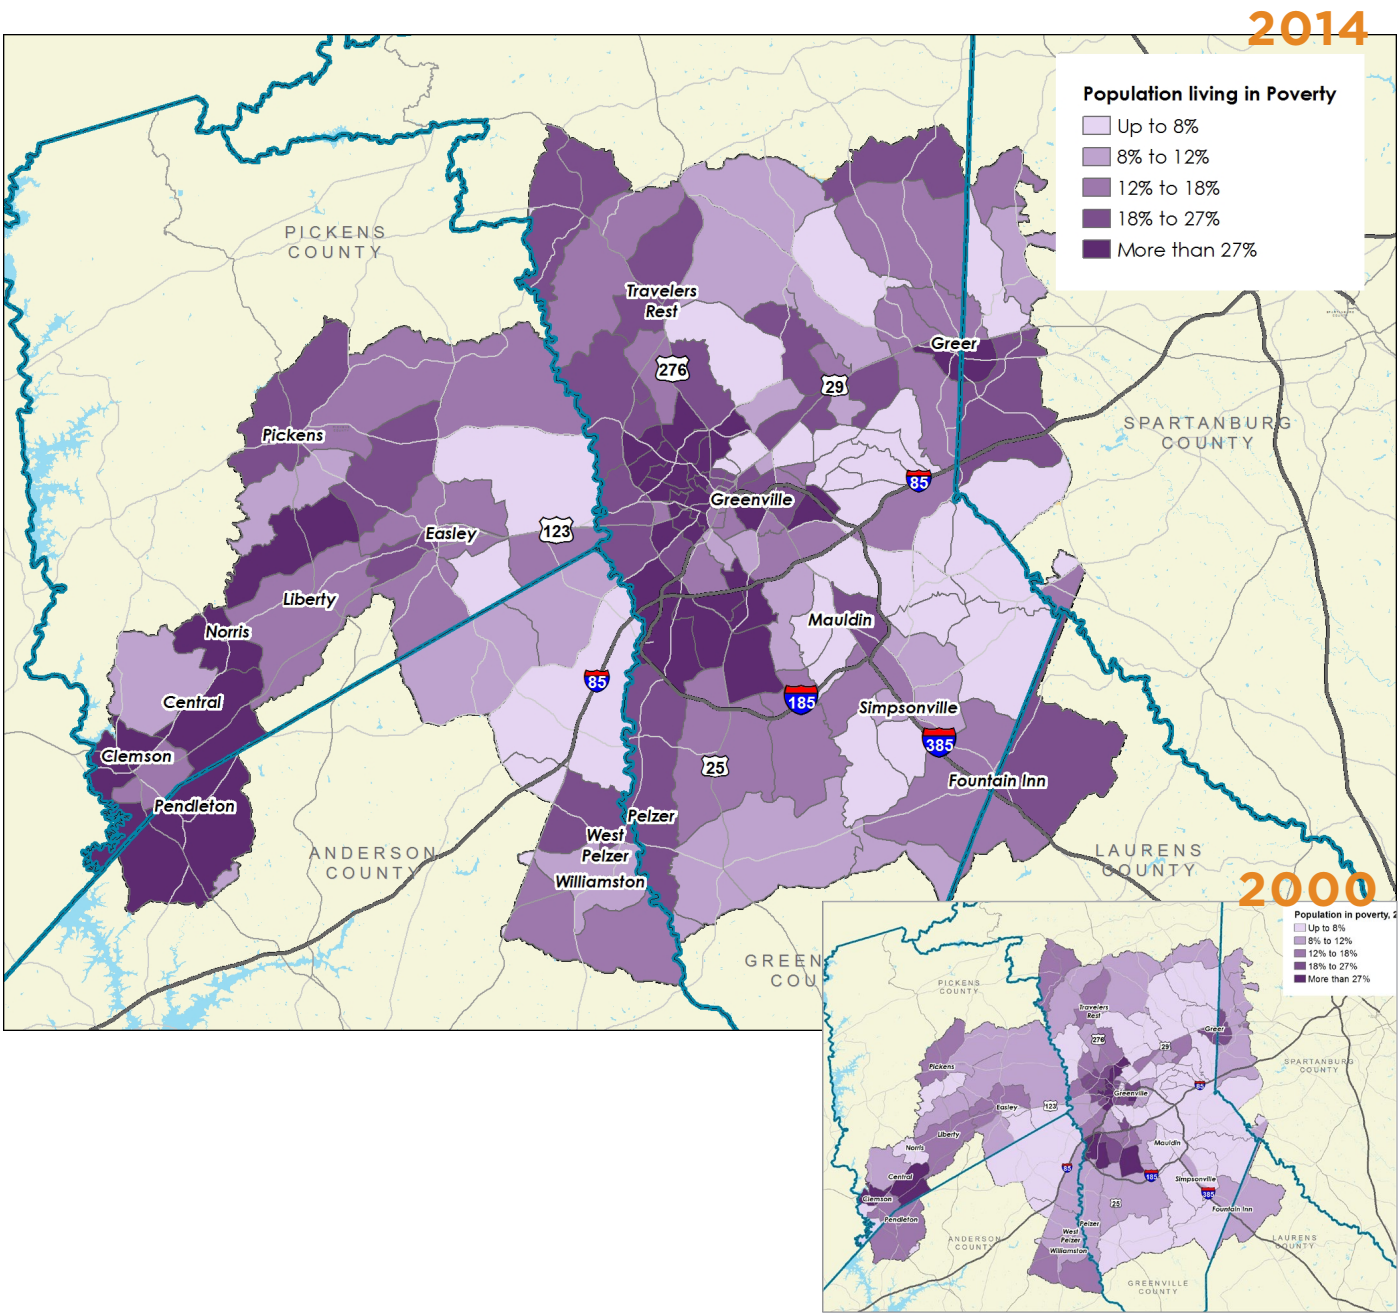 2014
Population living in Poverty
Up to 8%
8% to 12%
12% to 18%
18% to 27%
More than 27%
PICKENS
COUNTY
Travelers
Rest
276
29
Greer
SPARTANBURG
COUNTY
Pickens
85
Greenville
123
Easley
Liberty
Norris
Mauldin
Central
85
185
Simpsonville
385
Clemson
25
Fountain Inn
Pendleton
Pelzer
West
Pelzer
Williamston
ANDERSON
COUNTY
LAURENS
COUNTY
GREEN
COU
2000
Population in poverty, 2
Up to 8%
8% to 12%
12% to 18%
18% to 27%
More than 27%
PICKENS
COUNTY
Travelers
Rest
276
29
Greer
SPARTANBURG
COUNTY
Pickens
85
Greenville
Easley
123
Liberty
Norris
Mauldin
85
Central
185
Simpsonville
385
Clemson
25
Fountain Inn
Pendleton
Pelzer
West
Pelzer
Williamston
ANDERSON
COUNTY
LAURENS
COUNTY
GREENVILLE
COUNTY